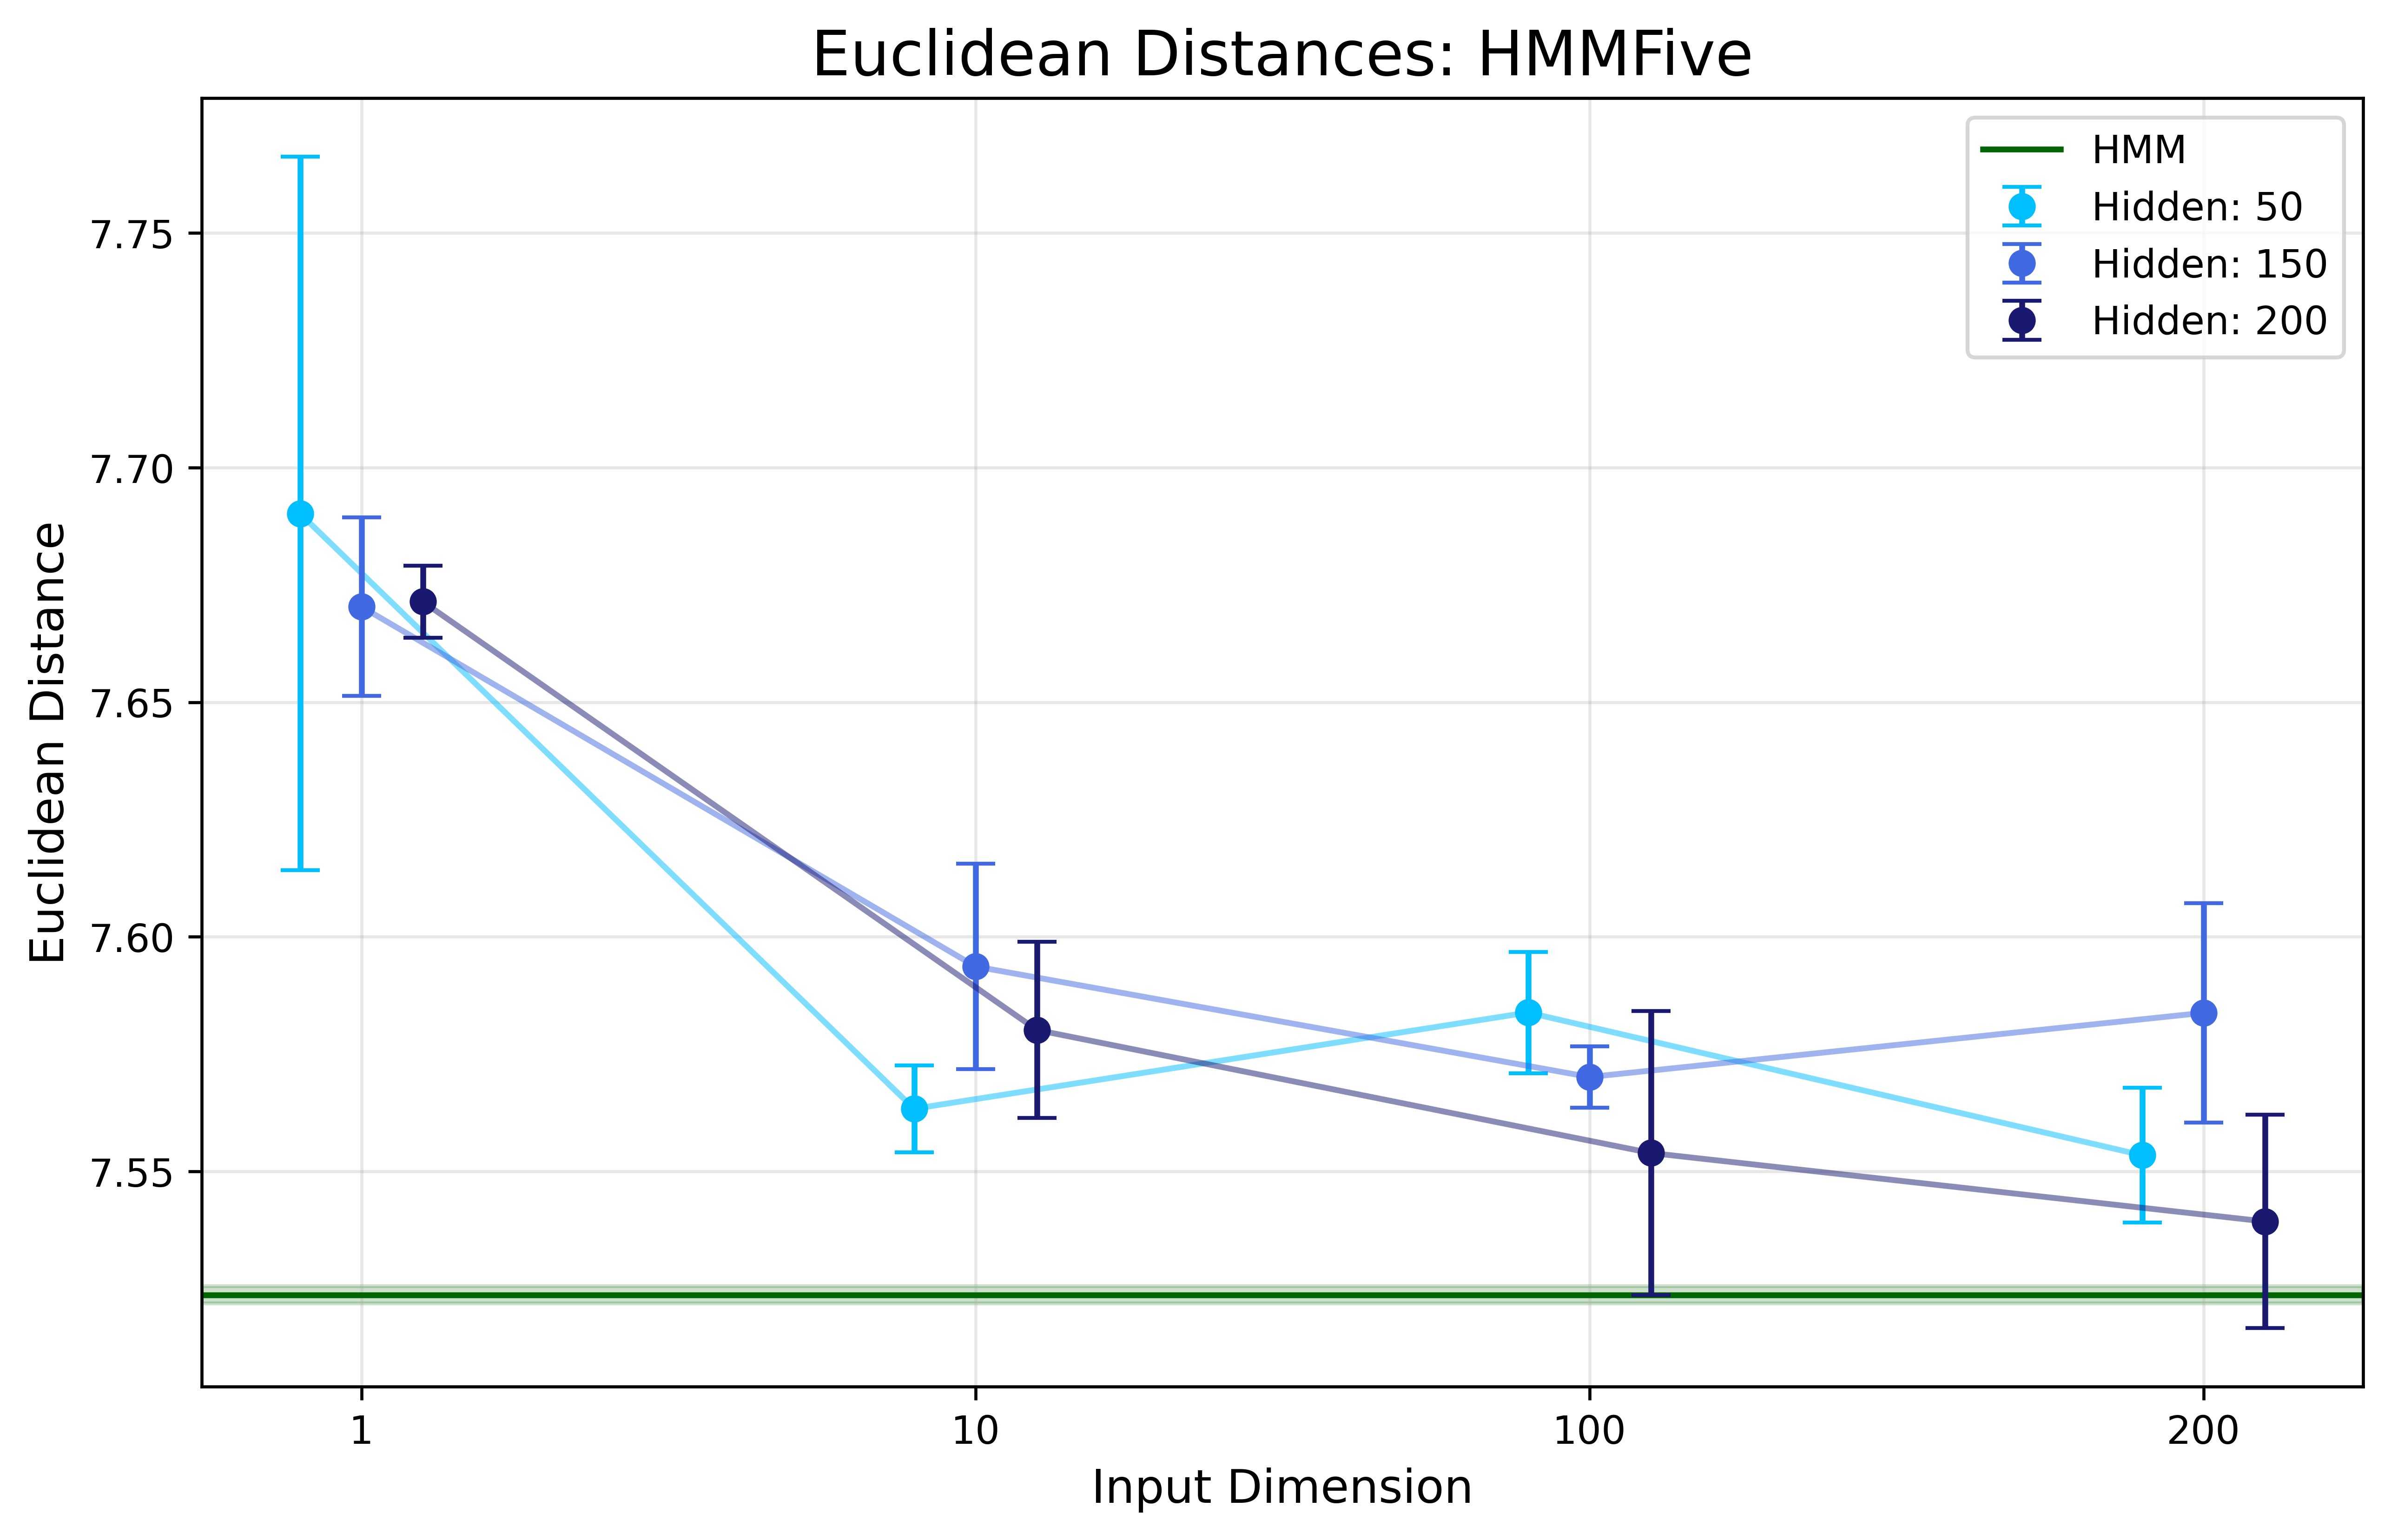 Euclidean Distances: HMMFive
HMM
Hidden: 50
Hidden: 150
Hidden: 200
Euclidean Distance
7.75
7.70
7.65
7.60
7.55
1
10
100
200
Input Dimension